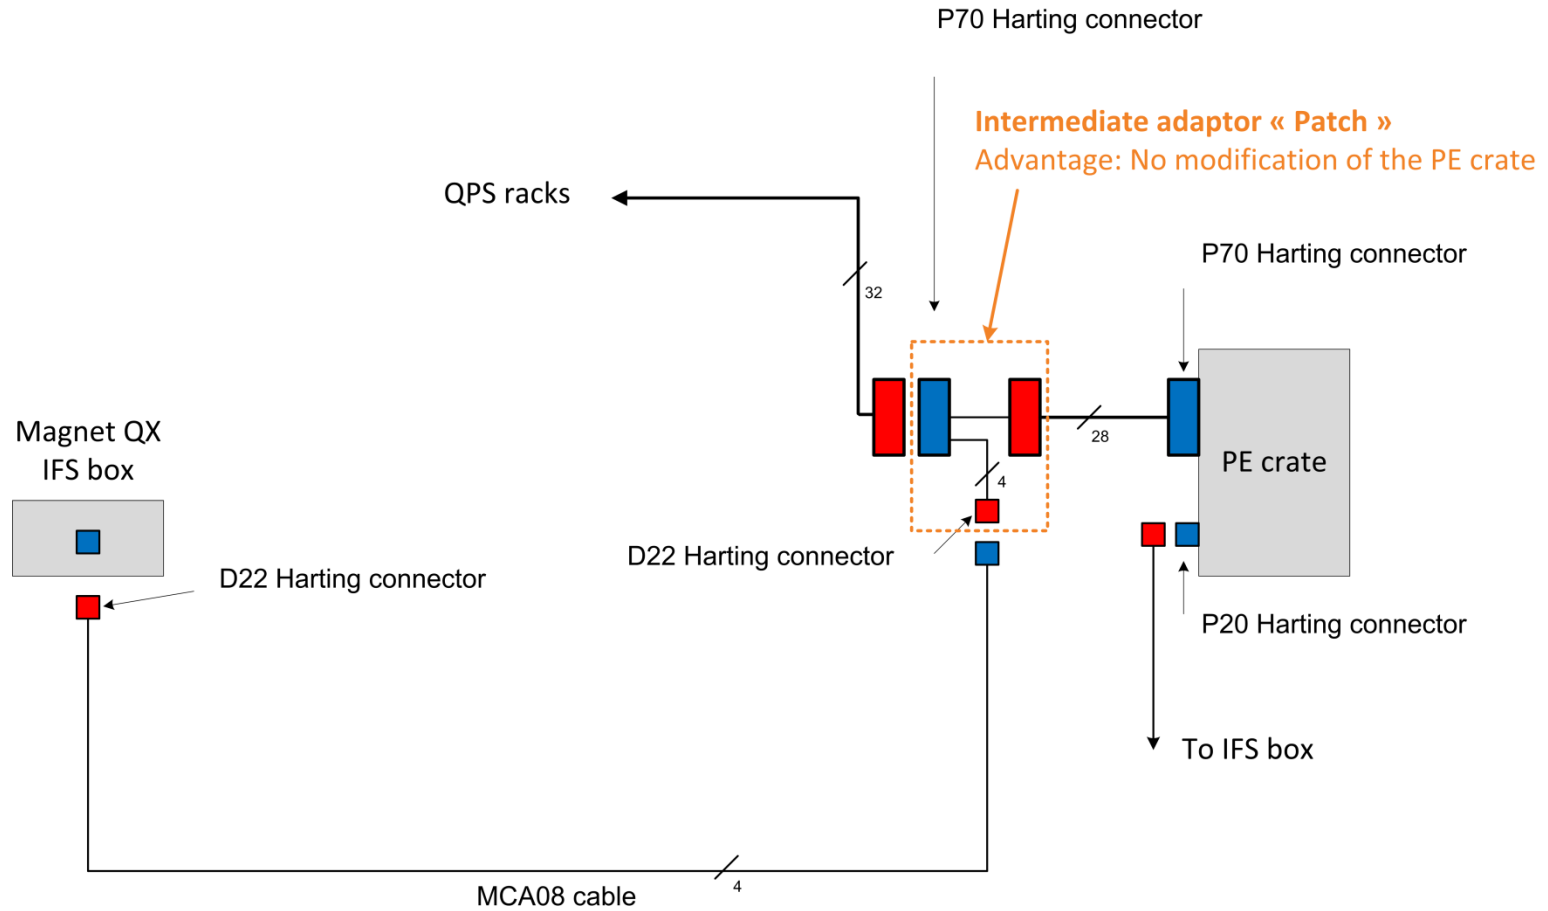 P70 Harting connector
Intermediate adaptor « Patch »
Advantage: No modification of the PE crate
QPS racks
P70 Harting connector
32
Magnet QX
IFS box
28
PE crate
4
D22 Harting connector
D22 Harting connector
P20 Harting connector
To IFS box
4
MCA08 cable